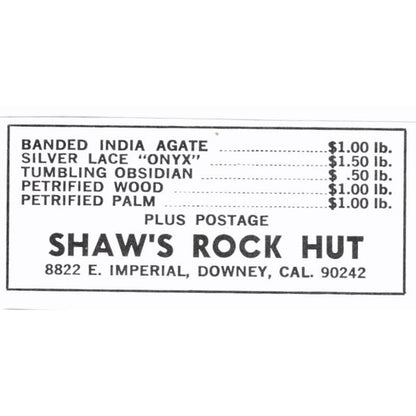 BANDED INDIA AGATE ........................$1.00 lb.
SILVER LACE "ONYX" ........................$1.50 lb.
TUMBLING OBSIDIAN ........................$ .50 lb.
PETRIFIED WOOD ........................$1.00 lb.
PETRIFIED PALM ........................$1.00 lb.
PLUS POSTAGE
SHAW'S ROCK HUT
8822 E. IMPERIAL, DOWNEY, CAL. 90242